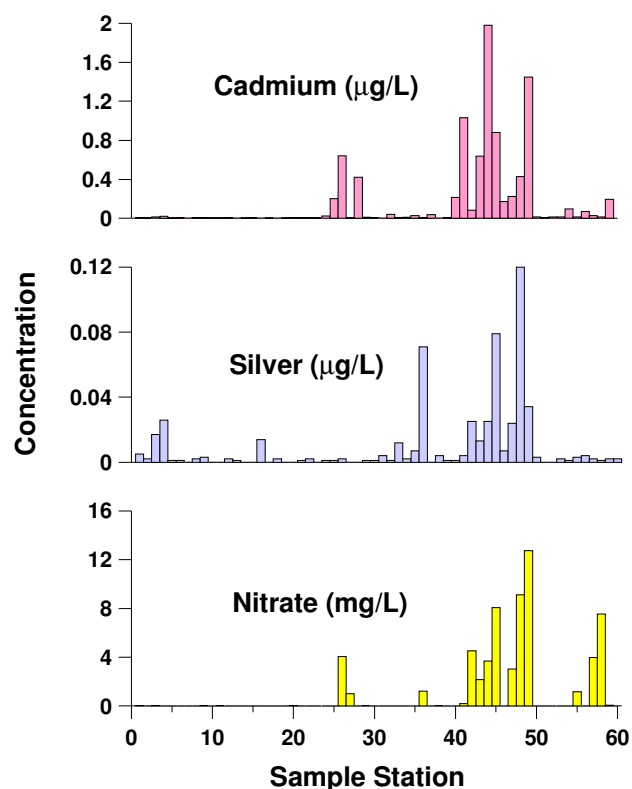 2
1.6
1.2
0.8
0.4
0
Cadmium (μg/L)
0.12
0.08
0.04
0
Silver (μg/L)
Concentration
16
12
8
4
0
Nitrate (mg/L)
0 10 20 30 40 50 60
Sample Station